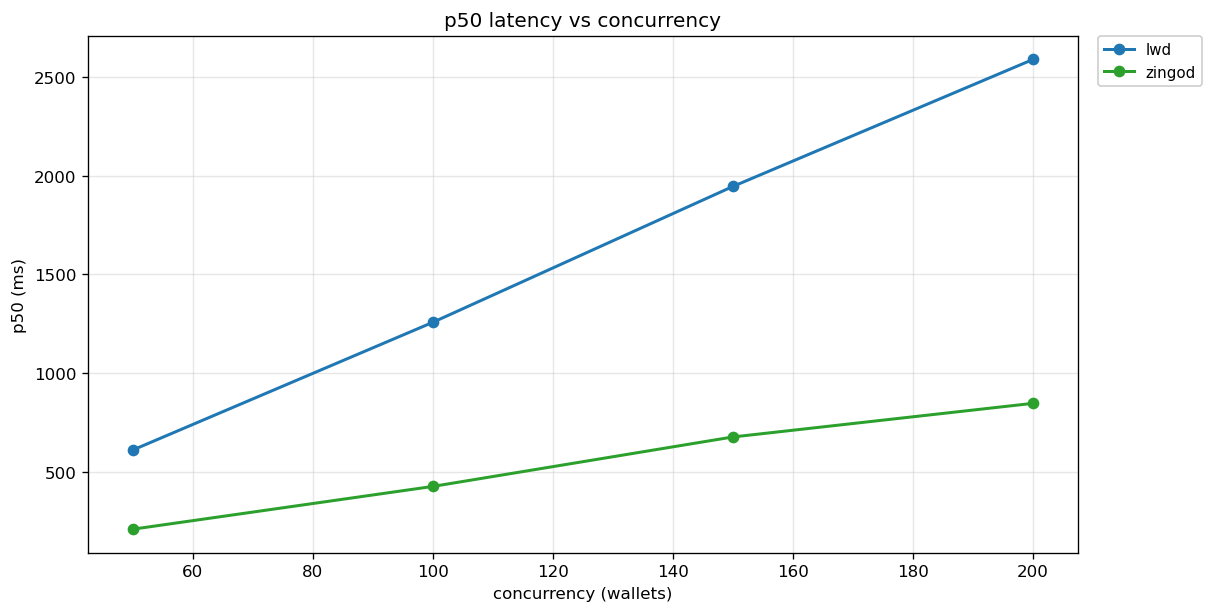 p50 latency vs concurrency
lwd
zingod
2500
2000
1500
1000
500
p50 (ms)
60 80 100 120 140 160 180 200
concurrency (wallets)